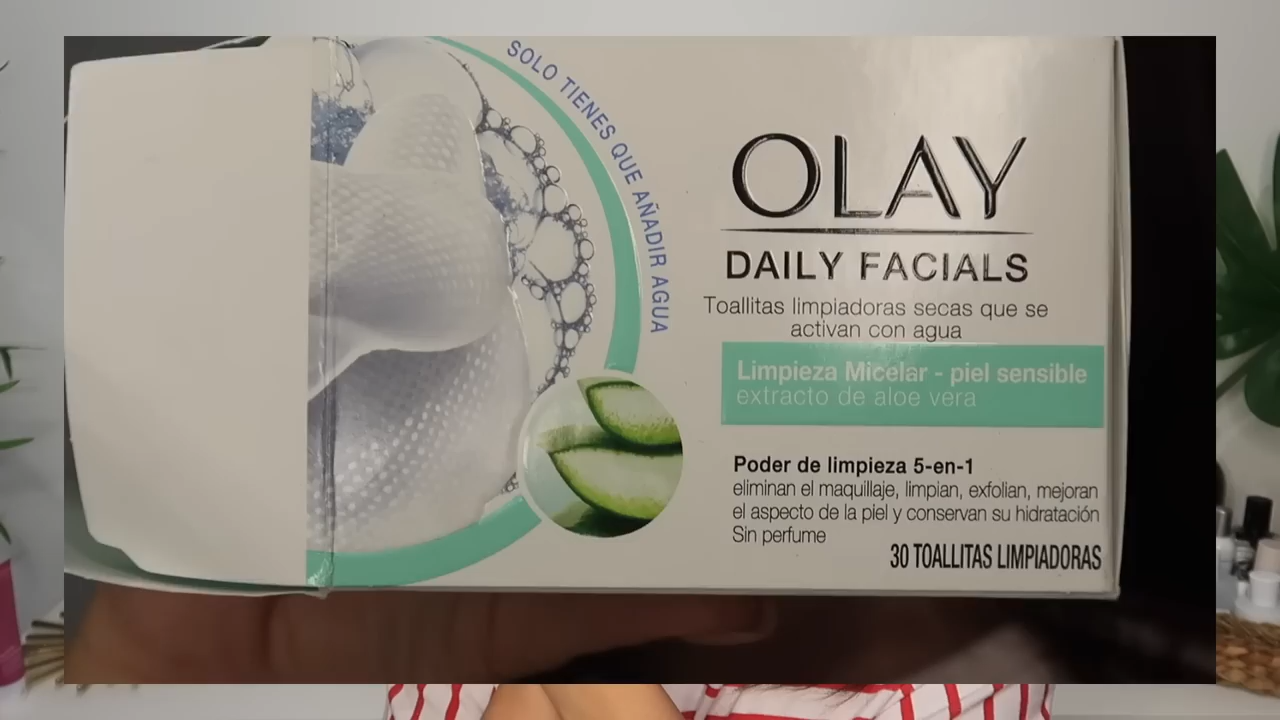 SOLO TIENES QUE AÑADIR AGUA
OLAY
DAILY FACIALS
Toallitas limpiadoras secas que se
activan con agua
Limpieza Micelar - piel sensible
extracto de aloe vera
Poder de limpieza 5-en-1
eliminan el maquillaje, limpian, exfolian, mejoran
el aspecto de la piel y conservan su hidratación
Sin perfume
30 TOALLITAS LIMPIADORAS